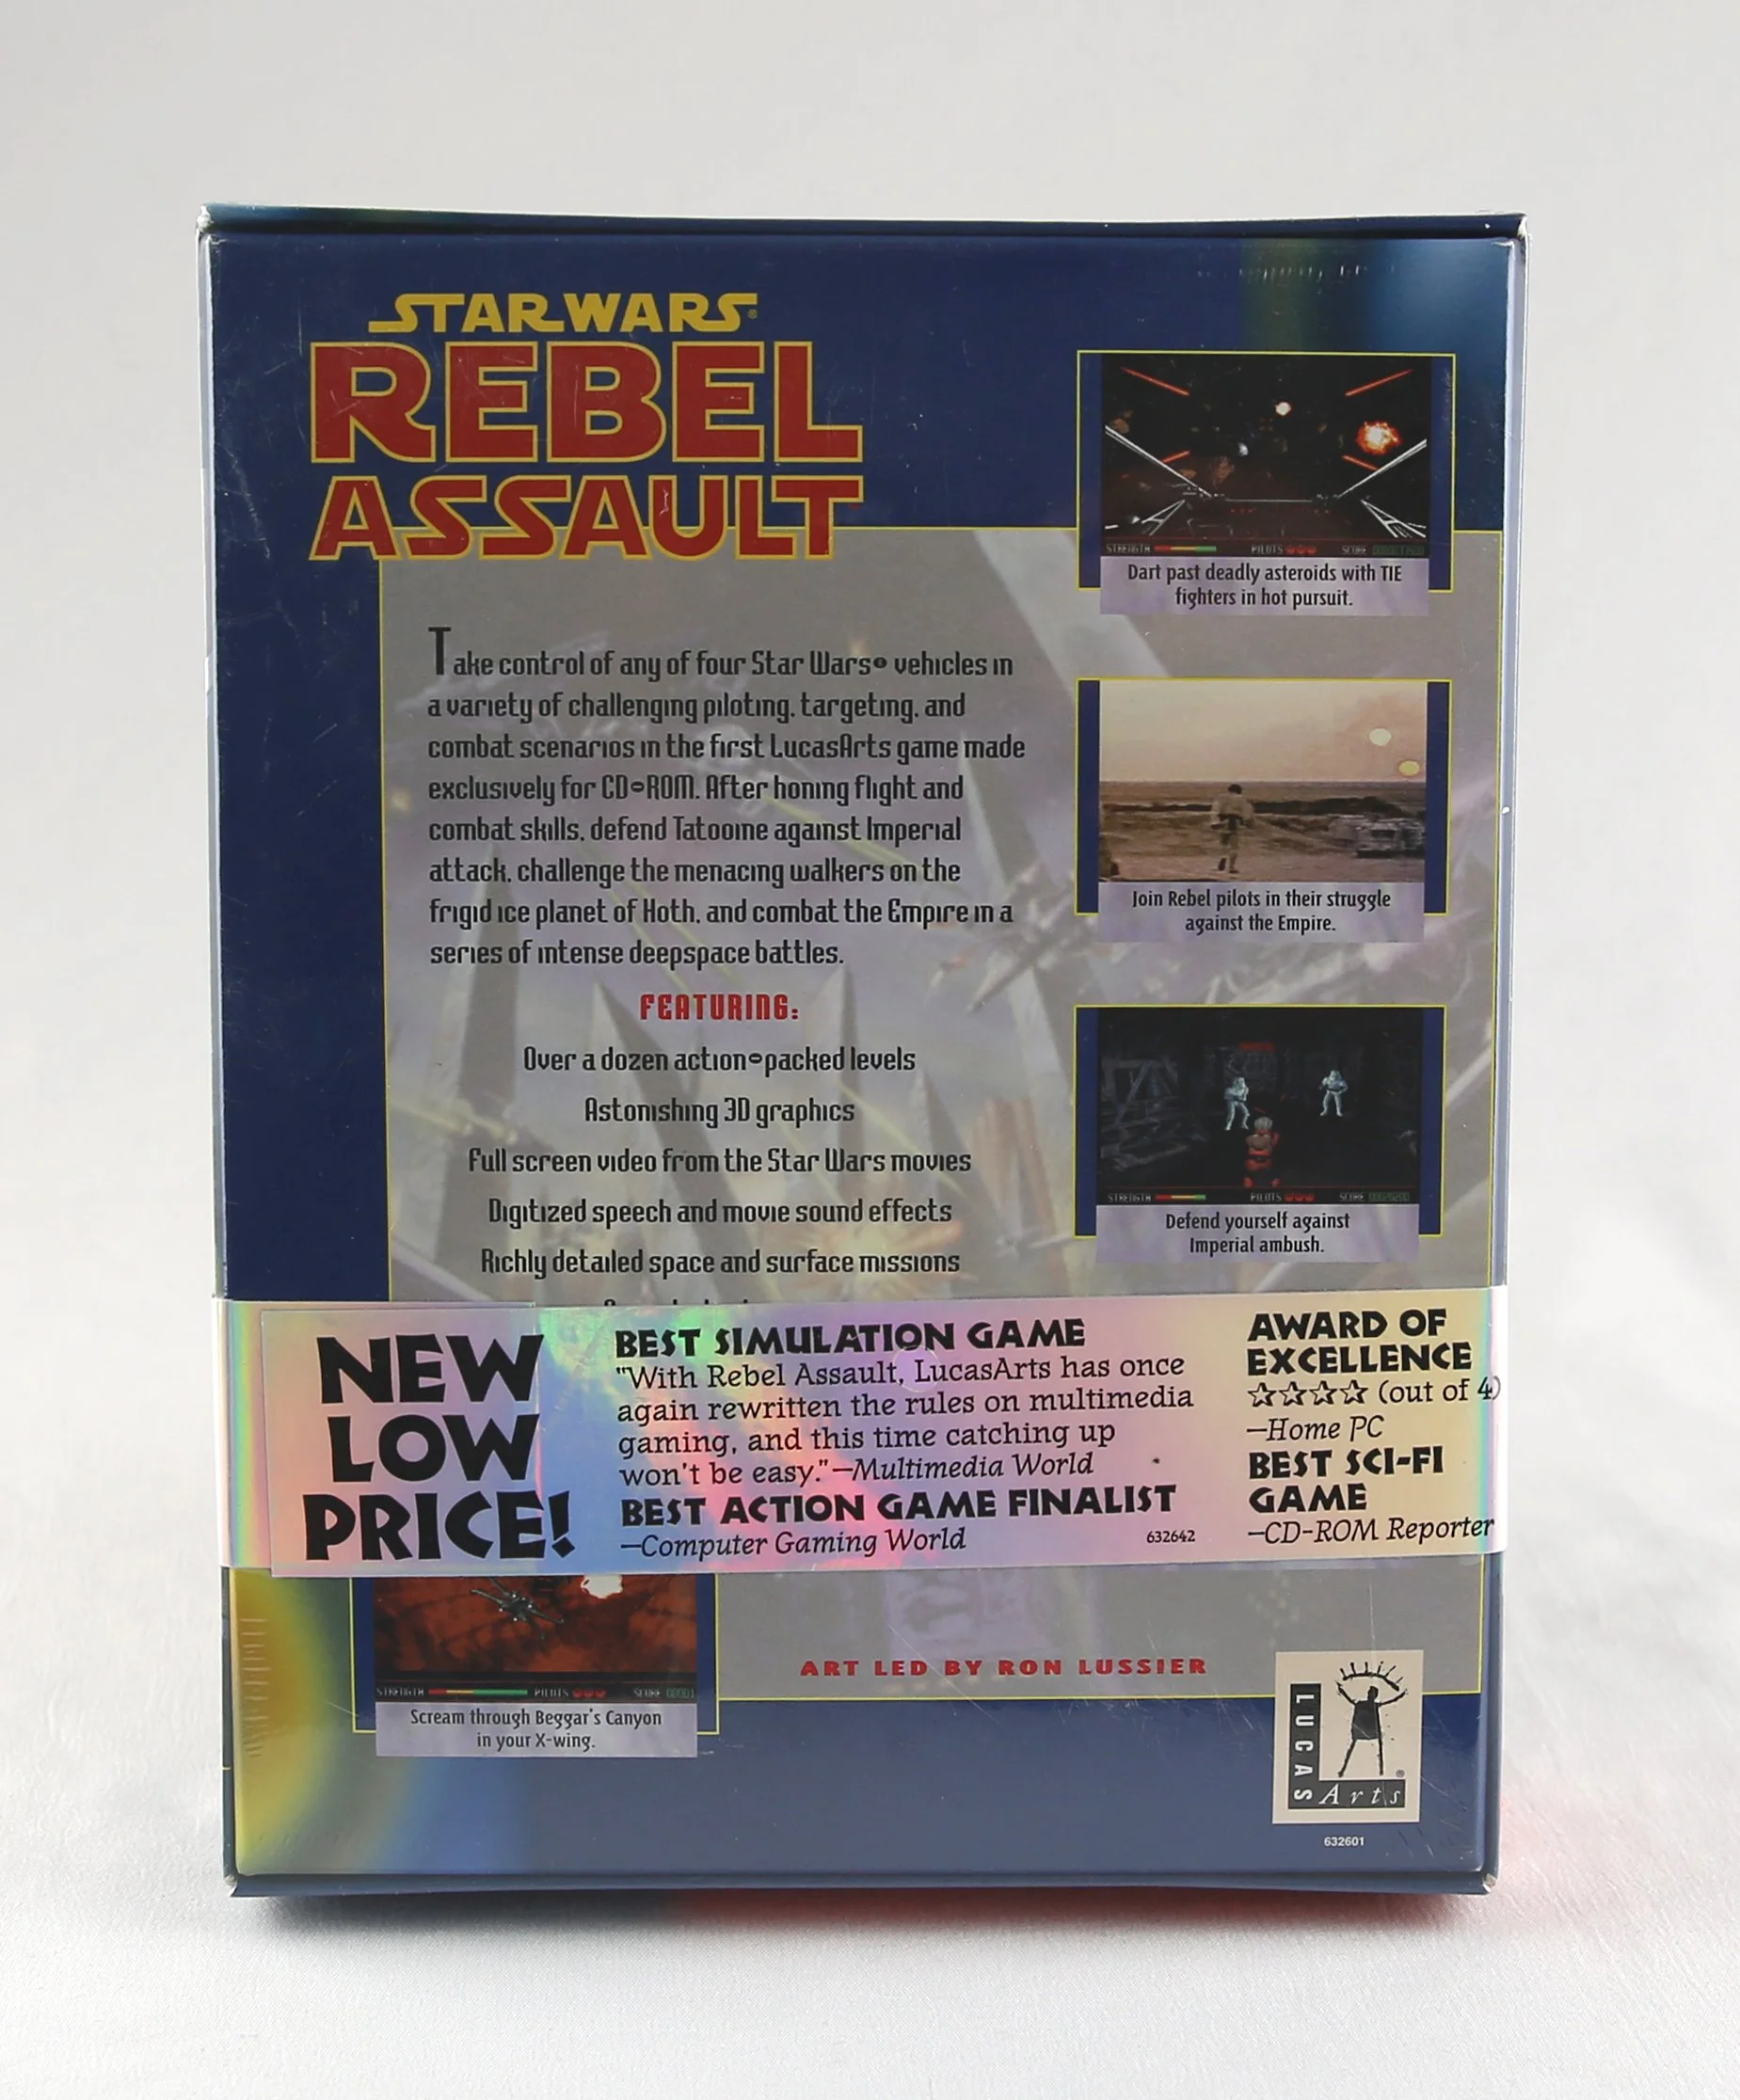 STAR WARS®
REBEL
ASSAULT
STRENGTH PILOTS SCORE
Dart past deadly asteroids with TIE
fighters in hot pursuit.
Take control of any of four Star Wars® vehicles in
a variety of challenging piloting, targeting, and
combat scenarios in the first LucasArts game made
exclusively for CD-ROM. After honing flight and
combat skills, defend Tatooine against Imperial
attack, challenge the menacing walkers on the
frigid ice planet of Hoth, and combat the Empire in a
series of intense deepspace battles.
Join Rebel pilots in their struggle
against the Empire.
FEATURING:
Over a dozen action-packed levels
Astonishing 3D graphics
Full screen video from the Star Wars movies
Digitized speech and movie sound effects
Richly detailed space and surface missions
STRENGTH PILOTS SCORE
Defend yourself against
Imperial ambush.
NEW
LOW
PRICE!
BEST SIMULATION GAME
"With Rebel Assault, LucasArts has once
again rewritten the rules on multimedia
gaming, and this time catching up
won't be easy."—Multimedia World
BEST ACTION GAME FINALIST
—Computer Gaming World
632642
AWARD OF
EXCELLENCE
☆☆☆☆ (out of 4)
—Home PC
BEST SCI-FI
GAME
—CD-ROM Reporter
STRENGTH PILOTS SCORE
Scream through Beggar's Canyon
in your X-wing.
ART LED BY RON LUSSIER
LUCAS
Arts
®
632601